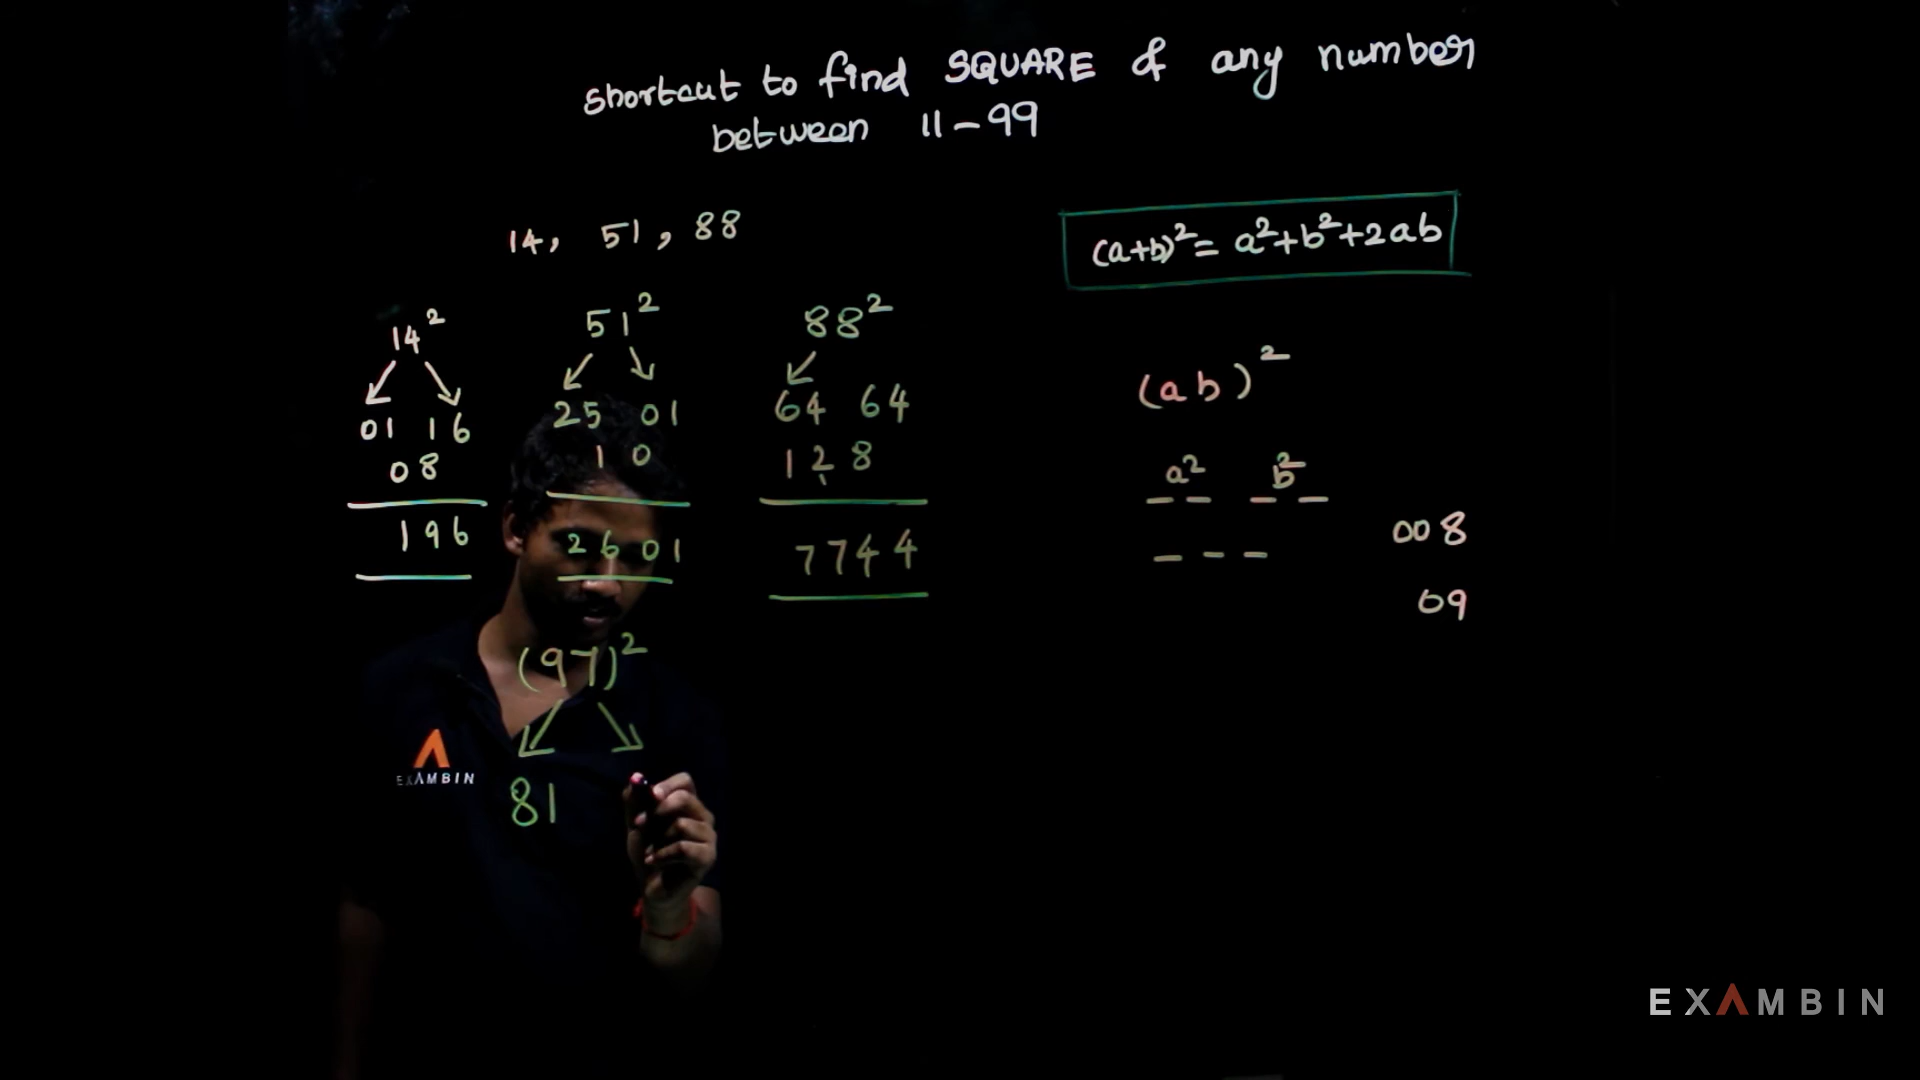 shortcut to find SQUARE of any number
between 11-99
14, 51, 88
(a+b)²= a²+b²+2ab
14²
01 16
08
196
51²
25 01
10
2601
88²
64 64
128
7744
(ab)²
a² b²
_ _ _ _
_ _ _
008
09
(97)²
81
EXAMBIN
EXAMBIN